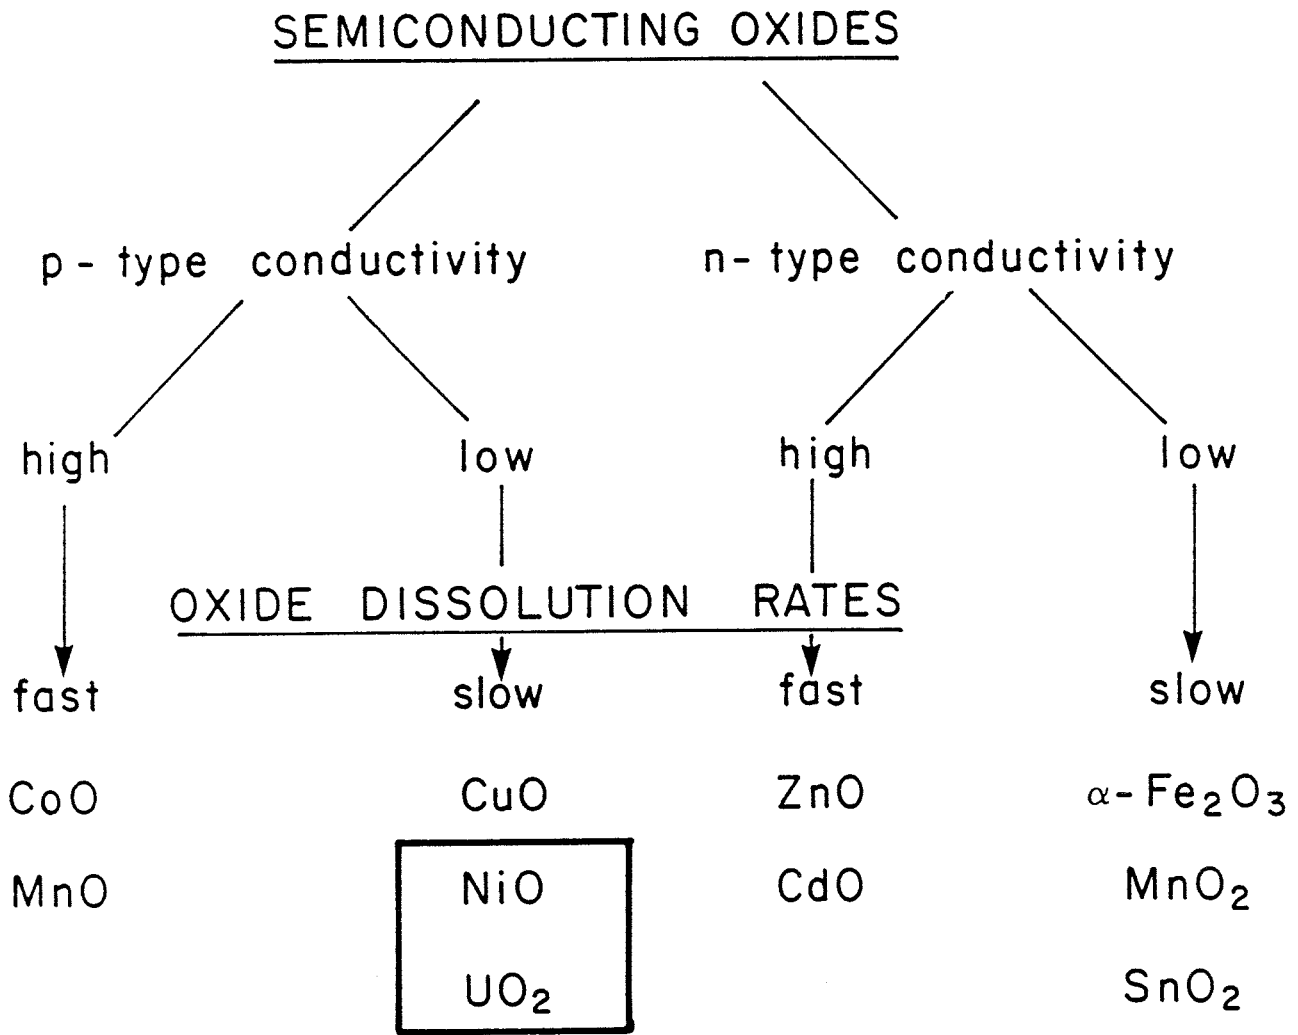 SEMICONDUCTING OXIDES
p - type conductivity
n - type conductivity
high
low
high
low
OXIDE DISSOLUTION RATES
fast
slow
fast
slow
CoO
CuO
ZnO
α-Fe₂O₃
MnO
NiO
CdO
MnO₂
UO₂
SnO₂